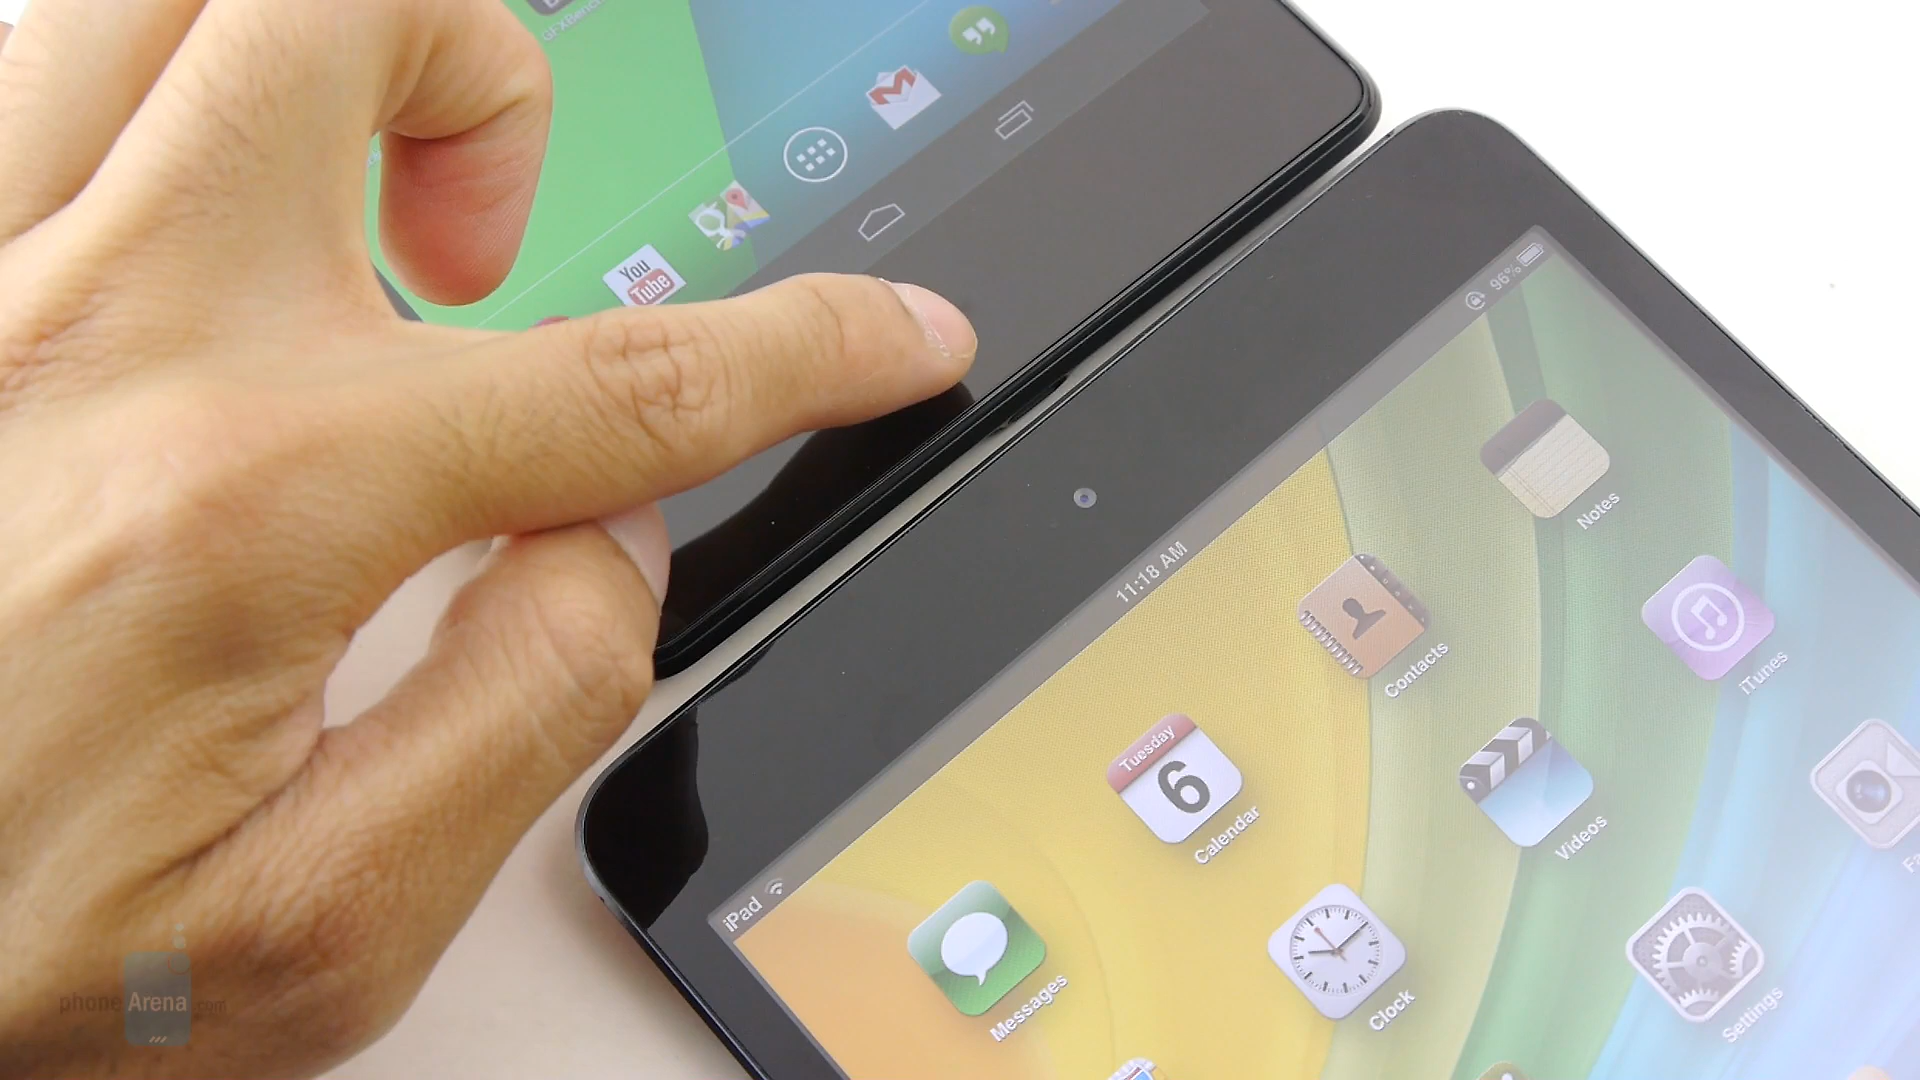 GFXBench
You
Tube
96%
11:18 AM
iPad
Notes
Contacts
iTunes
Tuesday
6
Calendar
Videos
Messages
Clock
Settings
phoneArena.com